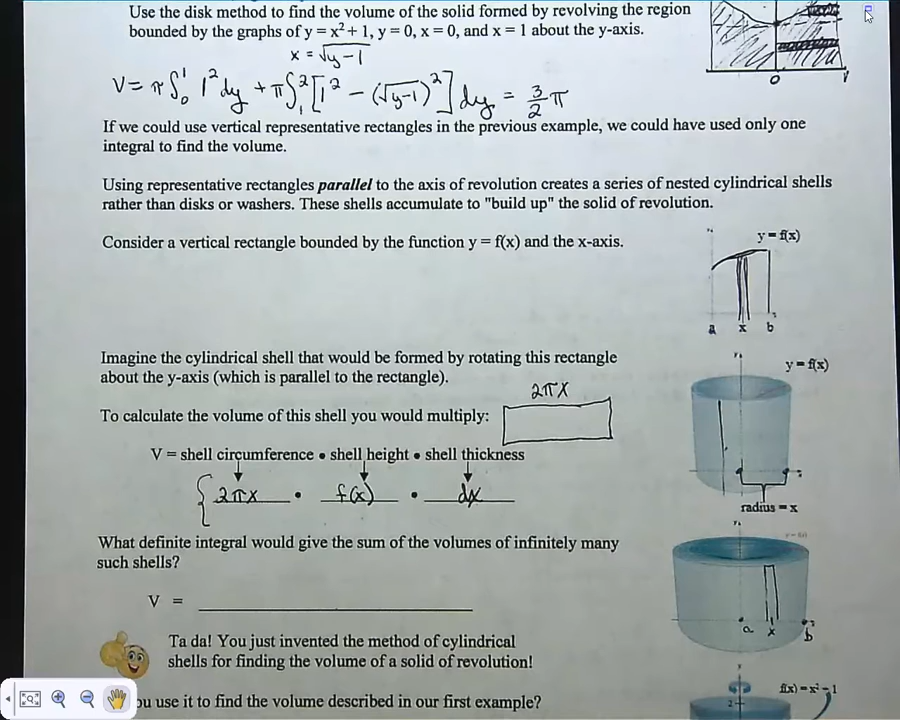 Use the disk method to find the volume of the solid formed by revolving the region
bounded by the graphs of y = x² + 1, y = 0, x = 0, and x = 1 about the y-axis.
x = √y-1
V = π∫₀¹ 1² dy + π∫₁² [1² - (√y-1)²] dy = 3/2 π
0 1
If we could use vertical representative rectangles in the previous example, we could have used only one
integral to find the volume.
Using representative rectangles parallel to the axis of revolution creates a series of nested cylindrical shells
rather than disks or washers. These shells accumulate to "build up" the solid of revolution.
Consider a vertical rectangle bounded by the function y = f(x) and the x-axis.
y = f(x)
a x b
Imagine the cylindrical shell that would be formed by rotating this rectangle
about the y-axis (which is parallel to the rectangle).
y = f(x)
2πx
To calculate the volume of this shell you would multiply:
V = shell circumference • shell height • shell thickness
{ 2πx • f(x) • dx
radius = x
What definite integral would give the sum of the volumes of infinitely many
such shells?
V =
a x b
Ta da! You just invented the method of cylindrical
shells for finding the volume of a solid of revolution!
ou use it to find the volume described in our first example?
f(x) = x² - 1
2